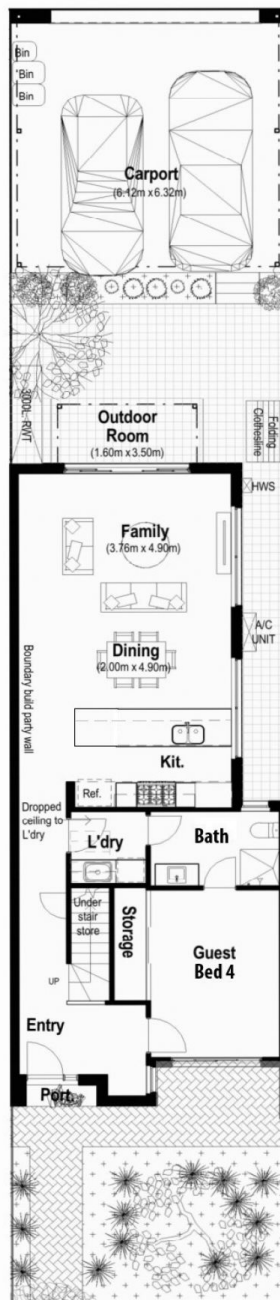 Bin
Bin
Bin
Carport
(6.12m x 6.32m)
3000L-RWT
Outdoor
Room
(1.60m x 3.50m)
Folding
Clothesline
HWS
Family
(3.76m x 4.90m)
A/C
UNIT
Dining
(2.00m x 4.90m)
Boundary build party wall
Kit.
Ref.
Dropped
ceiling to
L'dry
L'dry
Bath
Under
stair
store
Storage
Guest
Bed 4
UP
Entry
Port.